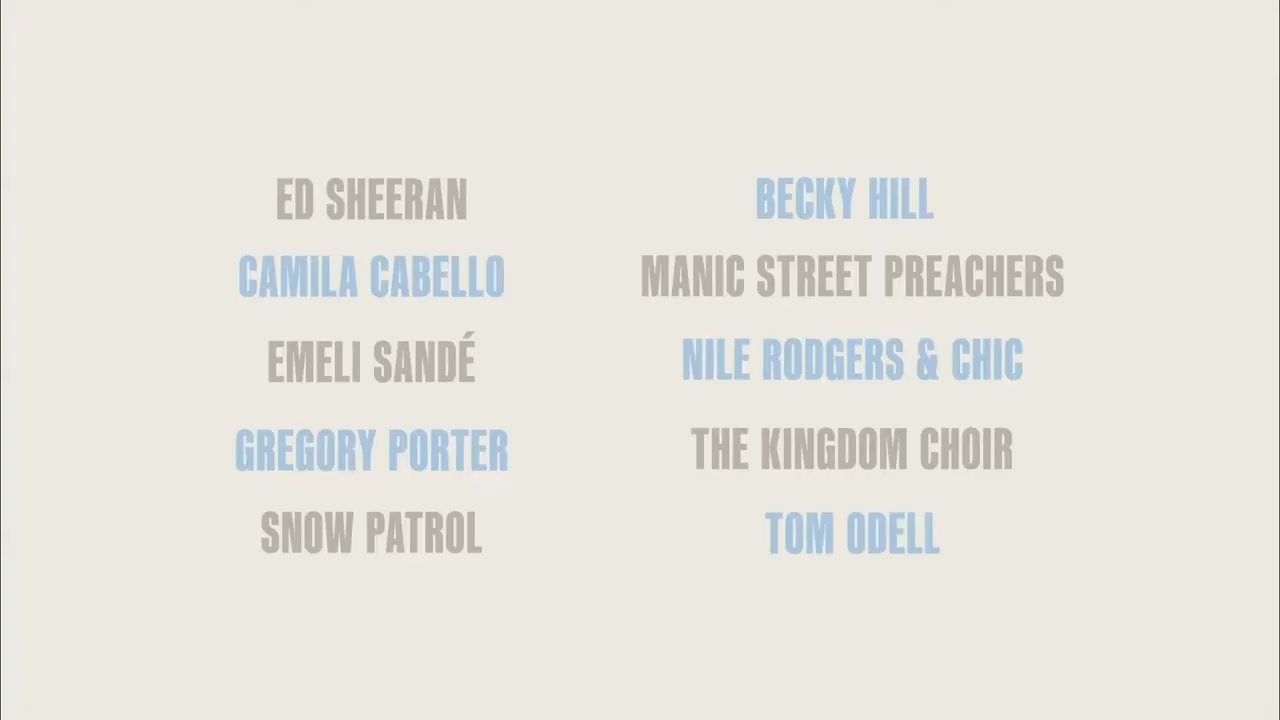 ED SHEERAN
CAMILA CABELLO
EMELI SANDÉ
GREGORY PORTER
SNOW PATROL
BECKY HILL
MANIC STREET PREACHERS
NILE RODGERS & CHIC
THE KINGDOM CHOIR
TOM ODELL